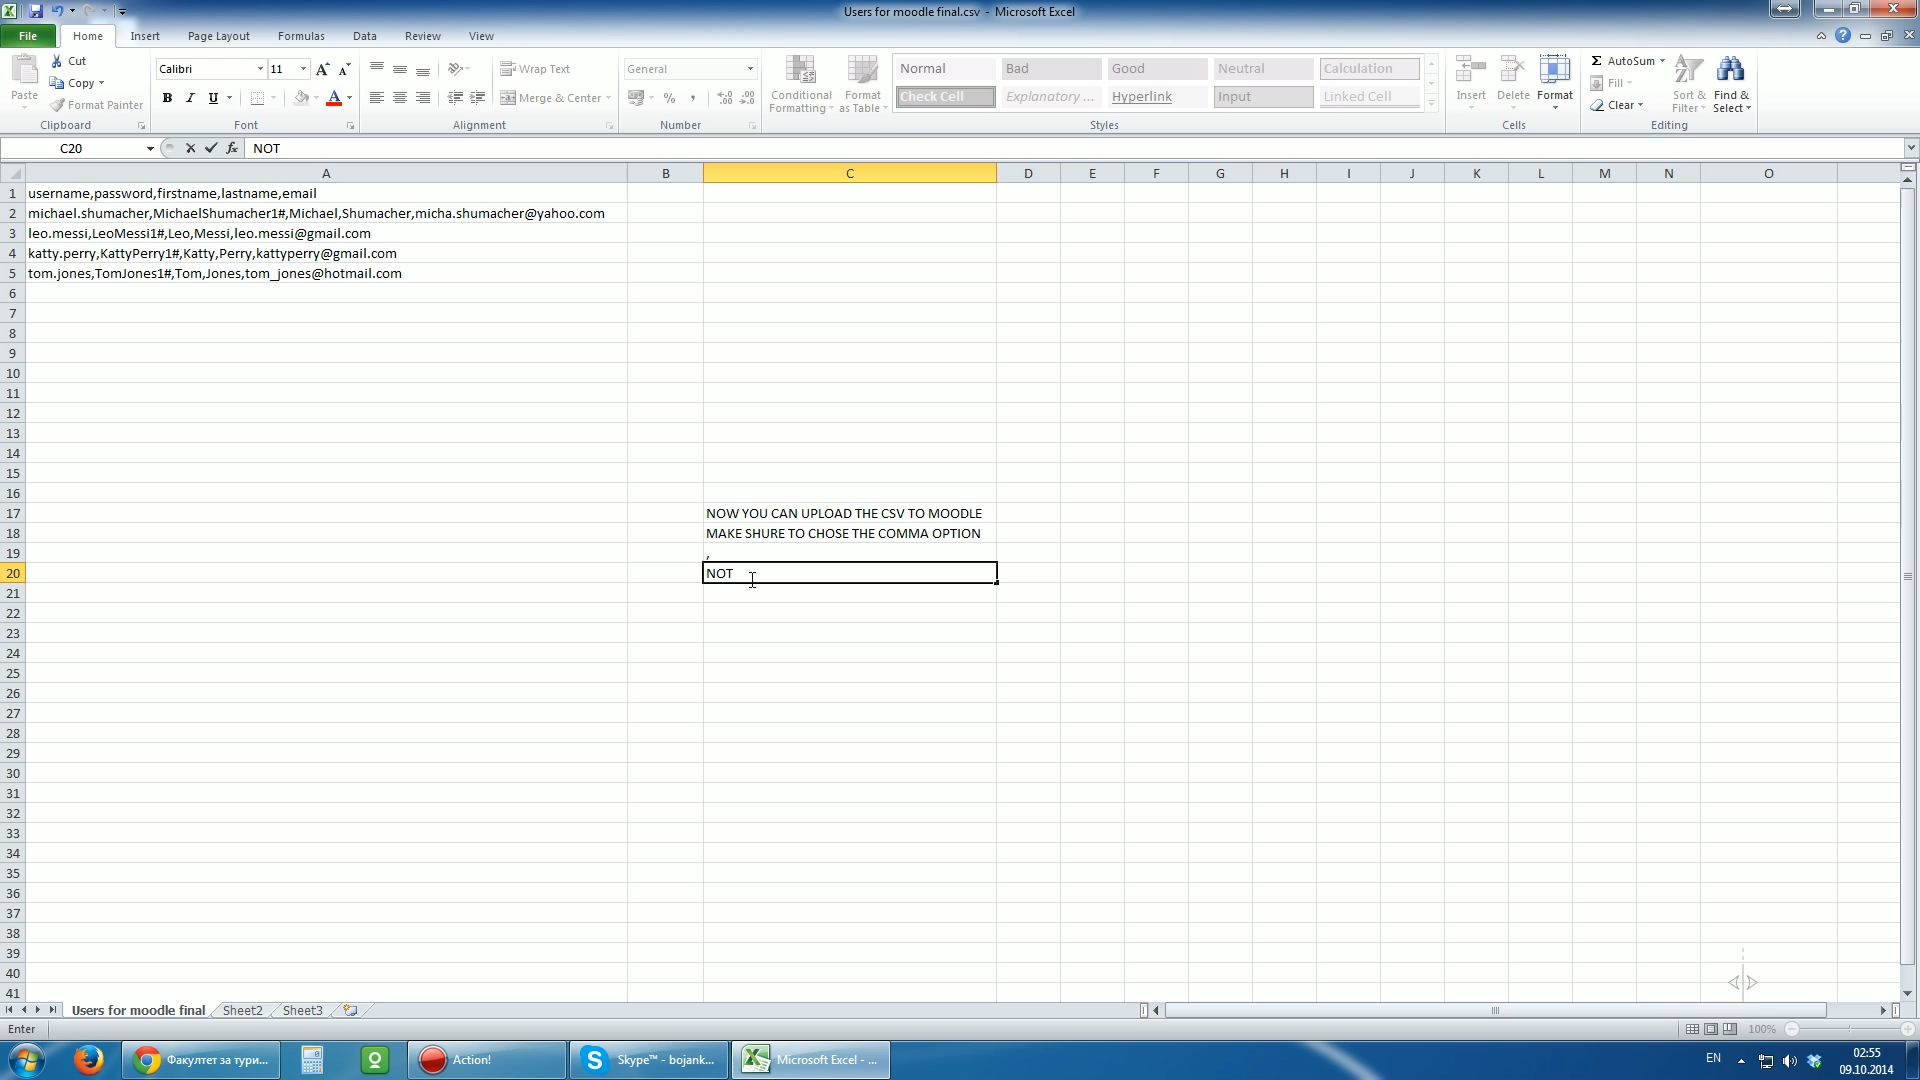 Users for moodle final.csv - Microsoft Excel
File Home Insert Page Layout Formulas Data Review View
Paste Cut Copy Format Painter Clipboard
Calibri 11 B I U Font
Wrap Text Merge & Center Alignment
General % , Number
Conditional Formatting Format as Table
Normal Bad Good Neutral Calculation
Check Cell Explanatory ... Hyperlink Input Linked Cell
Styles
Insert Delete Format Cells
Σ AutoSum Fill Clear Sort & Filter Find & Select Editing
C20 fx NOT
A B C D E F G H I J K L M N O
1 username,password,firstname,lastname,email
2 michael.shumacher,MichaelShumacher1#,Michael,Shumacher,micha.shumacher@yahoo.com
3 leo.messi,LeoMessi1#,Leo,Messi,leo.messi@gmail.com
4 katty.perry,KattyPerry1#,Katty,Perry,kattyperry@gmail.com
5 tom.jones,TomJones1#,Tom,Jones,tom_jones@hotmail.com
6
7
8
9
10
11
12
13
14
15
16
17 NOW YOU CAN UPLOAD THE CSV TO MOODLE
18 MAKE SHURE TO CHOSE THE COMMA OPTION
19 ,
20 NOT
21
22
23
24
25
26
27
28
29
30
31
32
33
34
35
36
37
38
39
40
41
Users for moodle final Sheet2 Sheet3
Enter 100%
Факултет за тури... Action! Skype™ - bojank... Microsoft Excel - ... EN 02:55
09.10.2014